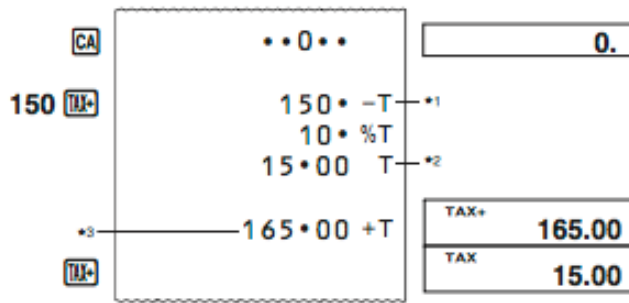 CA ••0•• 0.
150 TAX+ 150• -T ★1
10• %T
15•00 T ★2
TAX+
★3 165•00 +T 165.00
TAX+ TAX 15.00